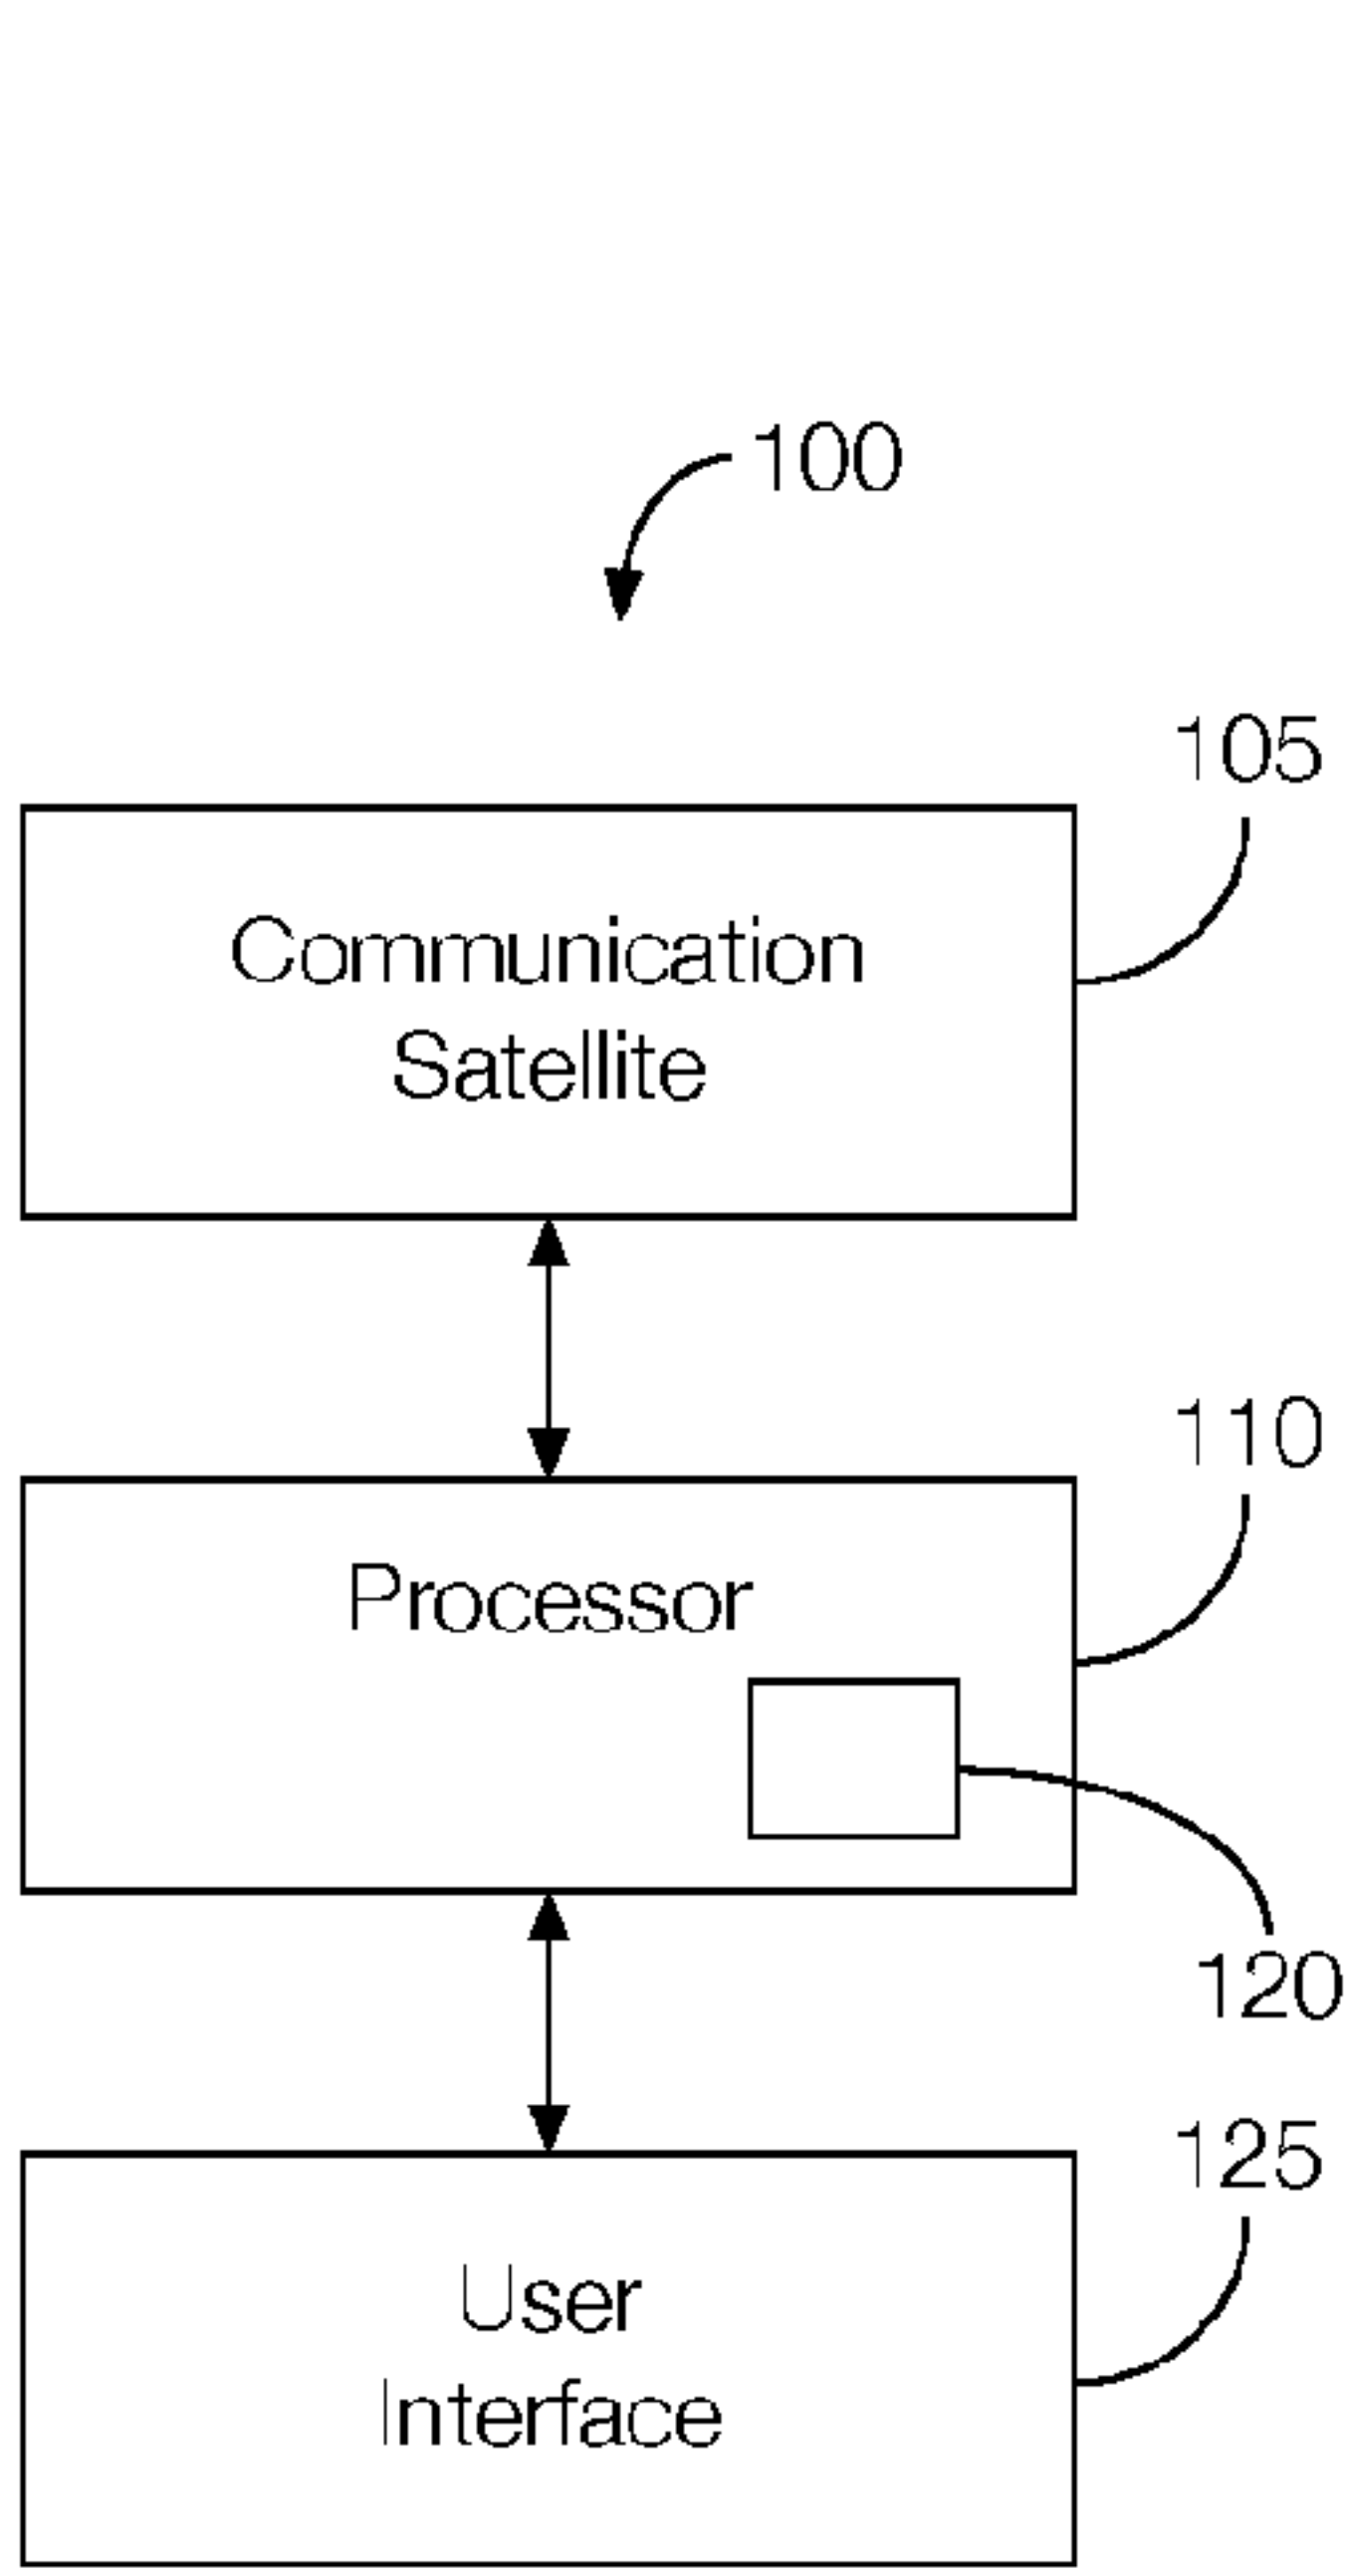 100
105
Communication
Satellite
110
Processor
120
125
User
Interface